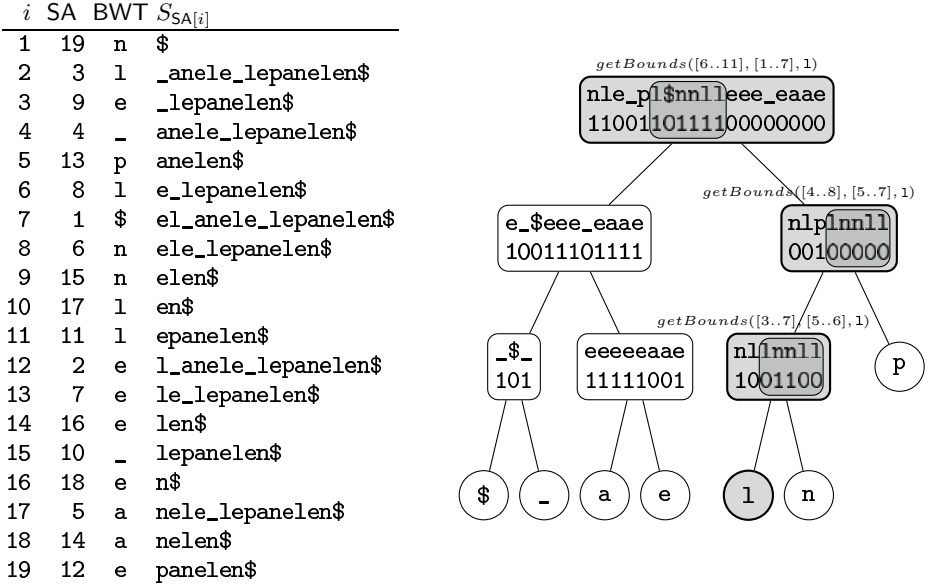 i SA BWT S_SA[i]
1 19 n $
2 3 l _anele_lepanelen$
3 9 e _lepanelen$
4 4 _ anele_lepanelen$
5 13 p anelen$
6 8 l e_lepanelen$
7 1 $ el_anele_lepanelen$
8 6 n ele_lepanelen$
9 15 n elen$
10 17 l en$
11 11 l epanelen$
12 2 e l_anele_lepanelen$
13 7 e le_lepanelen$
14 16 e len$
15 10 _ lepanelen$
16 18 e n$
17 5 a nele_lepanelen$
18 14 a nelen$
19 12 e panelen$
getBounds([6..11], [1..7], l)
nle_pl$nnlleee_eaae
1100110111100000000
getBounds([4..8], [5..7], l)
e_$eee_eaae
10011101111
nlplnnll
00100000
getBounds([3..7], [5..6], l)
_$_
101
eeeeeaae
11111001
nllnnll
1001100
p
$
_
a
e
l
n